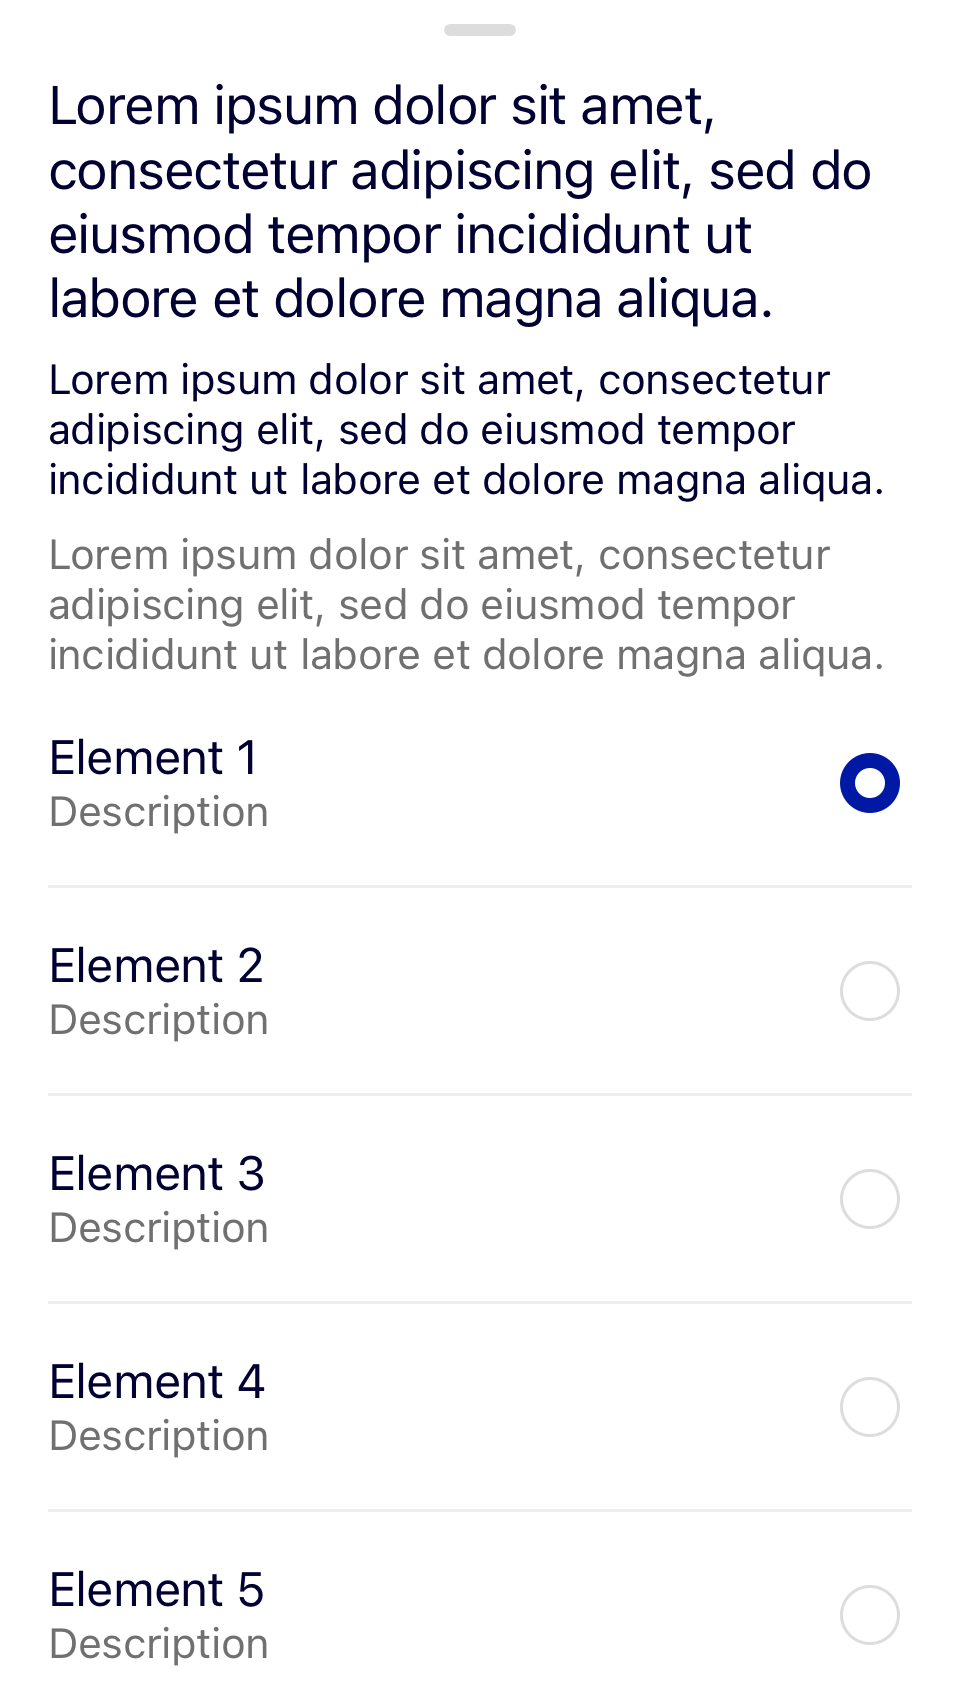 Lorem ipsum dolor sit amet,
consectetur adipiscing elit, sed do
eiusmod tempor incididunt ut
labore et dolore magna aliqua.
Lorem ipsum dolor sit amet, consectetur
adipiscing elit, sed do eiusmod tempor
incididunt ut labore et dolore magna aliqua.
Lorem ipsum dolor sit amet, consectetur
adipiscing elit, sed do eiusmod tempor
incididunt ut labore et dolore magna aliqua.
Element 1
Description
Element 2
Description
Element 3
Description
Element 4
Description
Element 5
Description